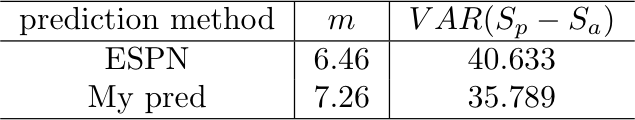 prediction method m VAR(S_p − S_a)
ESPN 6.46 40.633
My pred 7.26 35.789